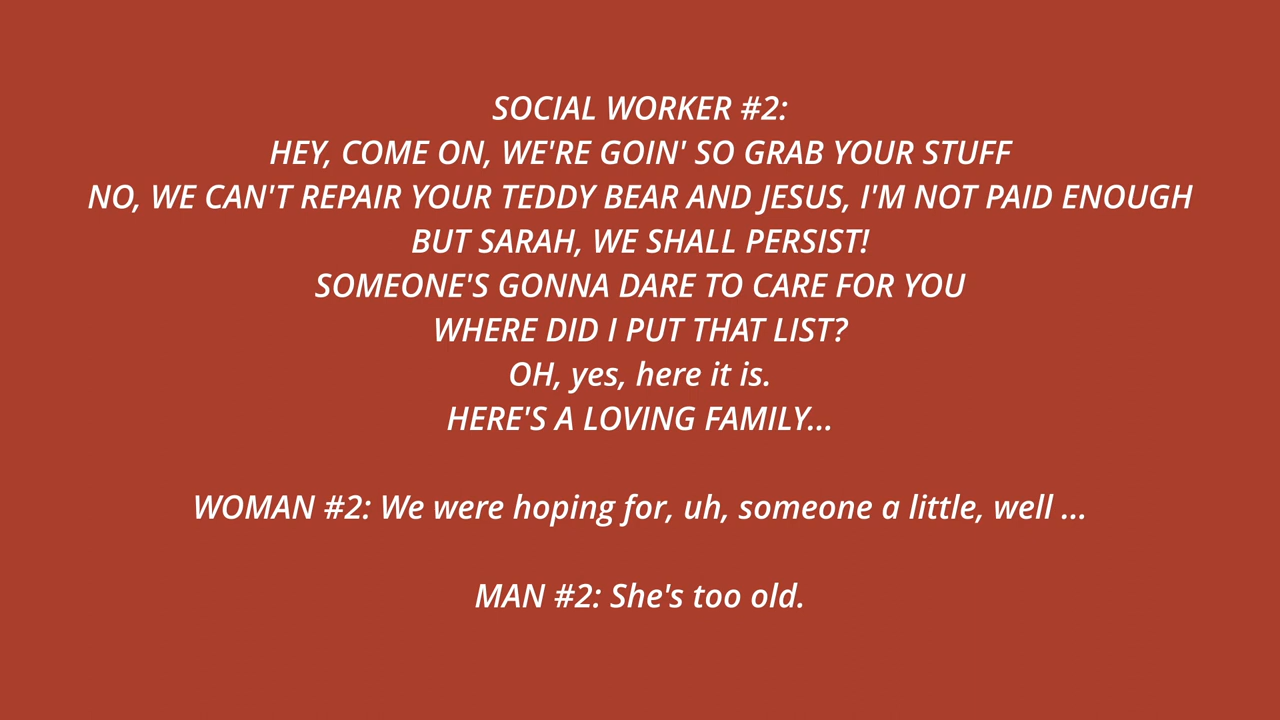 SOCIAL WORKER #2:
HEY, COME ON, WE'RE GOIN' SO GRAB YOUR STUFF
NO, WE CAN'T REPAIR YOUR TEDDY BEAR AND JESUS, I'M NOT PAID ENOUGH
BUT SARAH, WE SHALL PERSIST!
SOMEONE'S GONNA DARE TO CARE FOR YOU
WHERE DID I PUT THAT LIST?
OH, yes, here it is.
HERE'S A LOVING FAMILY...
WOMAN #2: We were hoping for, uh, someone a little, well ...
MAN #2: She's too old.